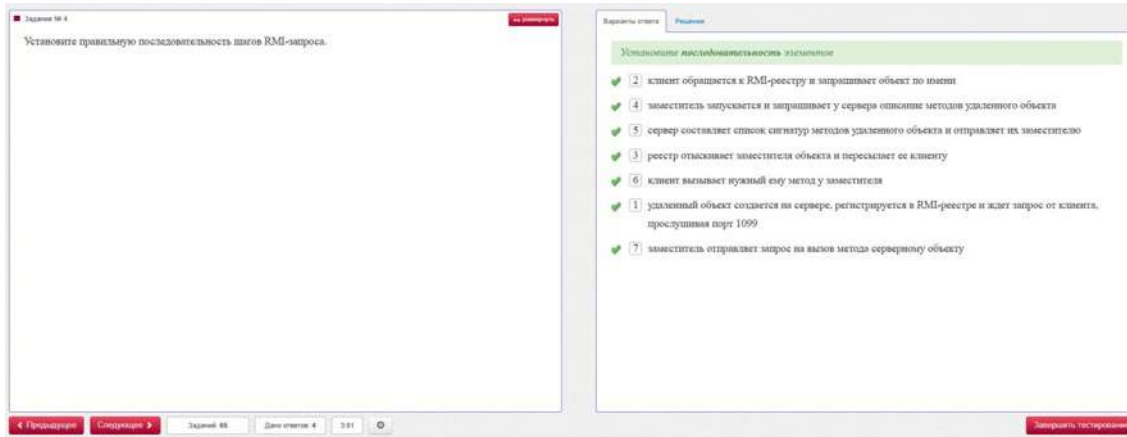 Задание № 4
развернуть
Установите правильную последовательность шагов RMI-запроса.
Варианты ответа
Решение
Установите последовательность элементов
2 клиент обращается к RMI-реестру и запрашивает объект по имени
4 заместитель запускается и запрашивает у сервера описание методов удаленного объекта
5 сервер составляет список сигнатур методов удаленного объекта и отправляет их заместителю
3 реестр отыскивает заместителя объекта и пересылает ее клиенту
6 клиент вызывает нужный ему метод у заместителя
1 удаленный объект создается на сервере, регистрируется в RMI-реестре и ждет запрос от клиента,
прослушивая порт 1099
7 заместитель отправляет запрос на вызов метода серверному объекту
Предыдущее
Следующее
Заданий:
Дано ответов: 4
Завершить тестирование